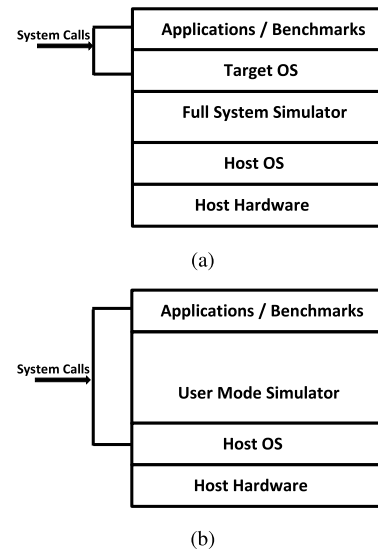 Applications / Benchmarks
System Calls
Target OS
Full System Simulator
Host OS
Host Hardware
(a)
Applications / Benchmarks
System Calls
User Mode Simulator
Host OS
Host Hardware
(b)